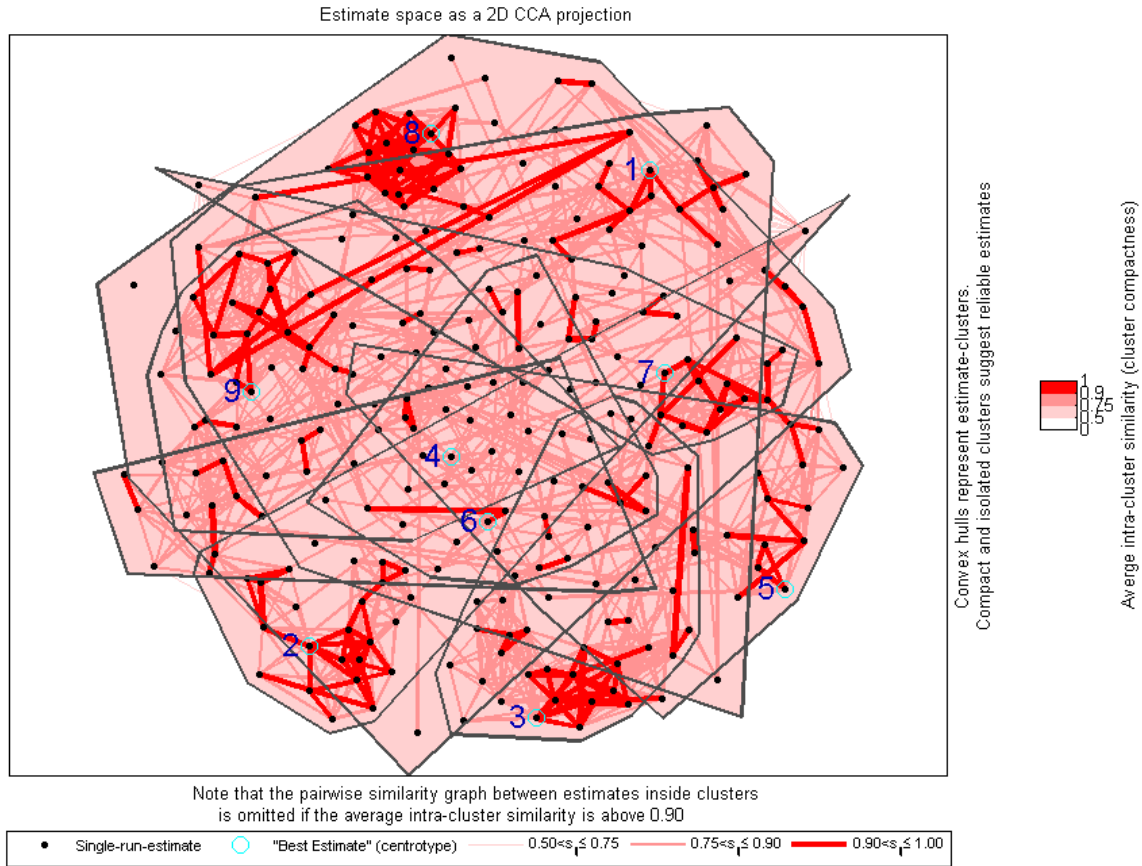 Estimate space as a 2D CCA projection
8
1
9
7
4
6
5
2
3
Convex hulls represent estimate-clusters.
Compact and isolated clusters suggest reliable estimates
1
0.9
0.75
0.5
0
Averge intra-cluster similarity (cluster compactness)
Note that the pairwise similarity graph between estimates inside clusters
is omitted if the average intra-cluster similarity is above 0.90
Single-run-estimate "Best Estimate" (centrotype) 0.50<s ≤ 0.75 0.75<s ≤ 0.90 0.90<s ≤ 1.00